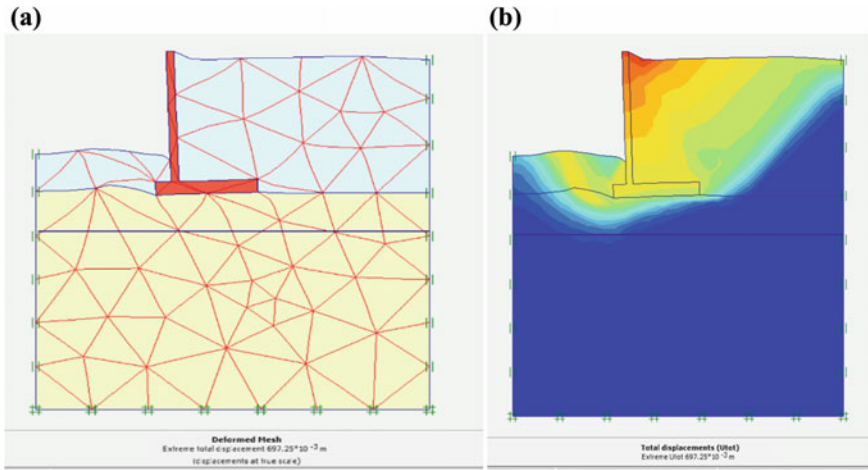 (a)
Deformed Mesh
Extreme total displacement 697.25*10 -3 m
(displacements at true scale)
(b)
Total displacements (Utot)
Extreme Utot 697.25*10 -3 m